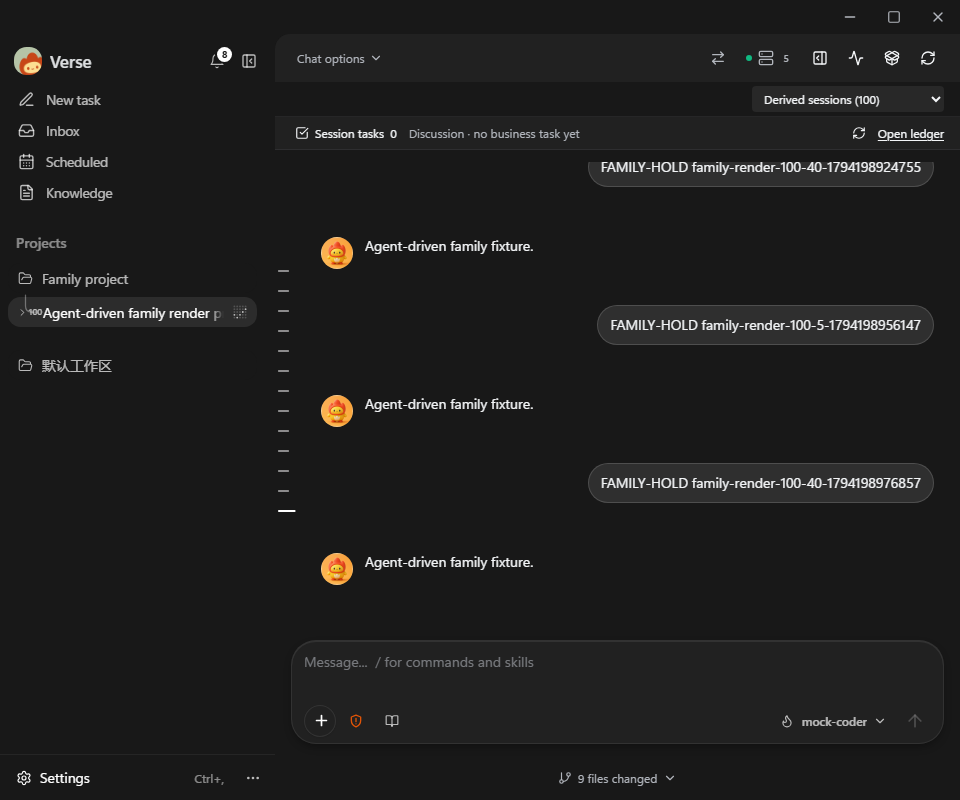 Verse
8
New task
Inbox
Scheduled
Knowledge
Projects
Family project
100 Agent-driven family render p
默认工作区
Settings
Ctrl+,
Chat options
5
Derived sessions (100)
Session tasks 0 Discussion · no business task yet
Open ledger
FAMILY-HOLD family-render-100-40-1794198924755
Agent-driven family fixture.
FAMILY-HOLD family-render-100-5-1794198956147
Agent-driven family fixture.
FAMILY-HOLD family-render-100-40-1794198976857
Agent-driven family fixture.
Message... / for commands and skills
mock-coder
9 files changed